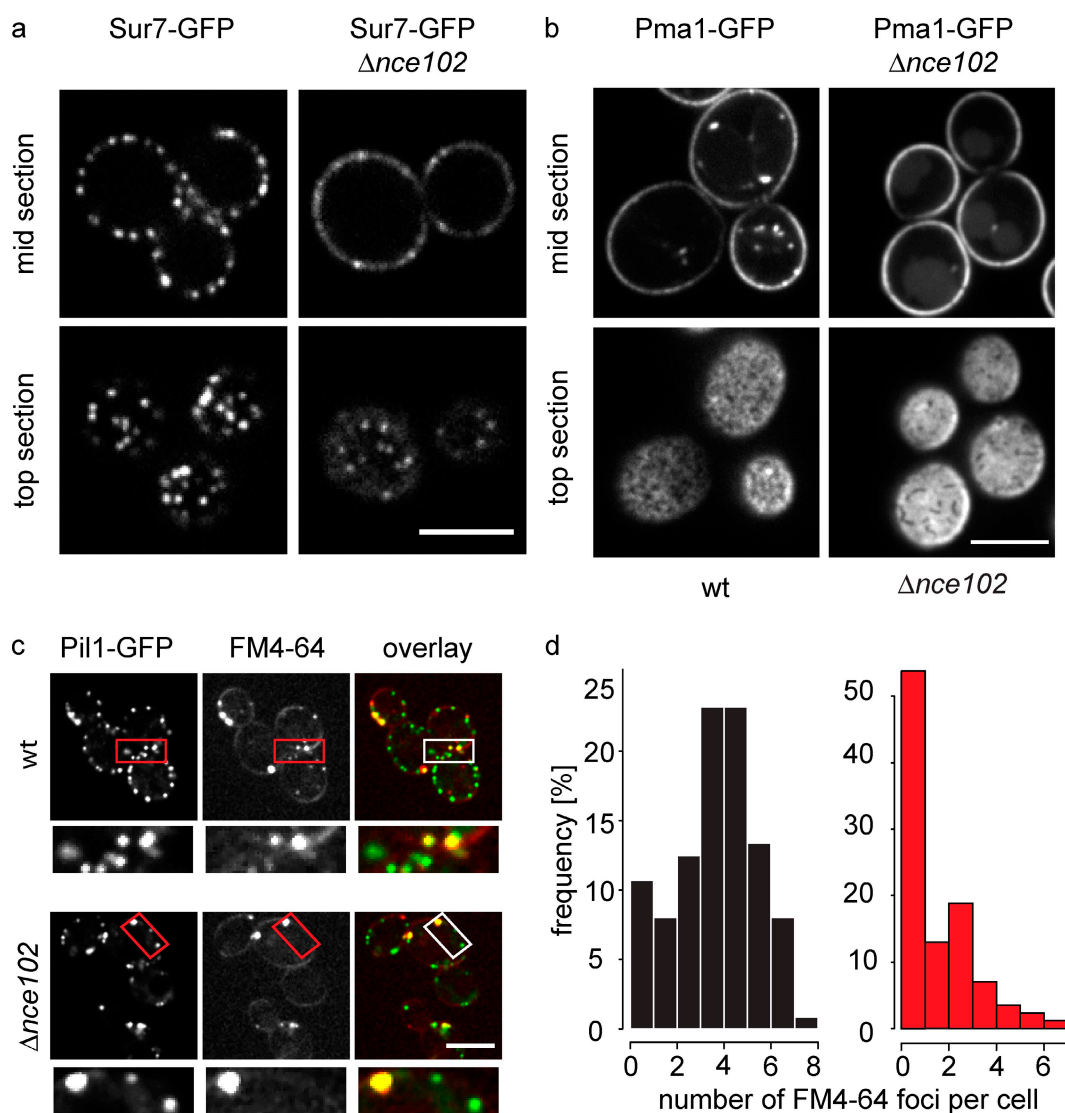 a
Sur7-GFP
Sur7-GFP
Δnce102
mid section
top section
b
Pma1-GFP
Pma1-GFP
Δnce102
mid section
top section
wt
Δnce102
c
Pil1-GFP
FM4-64
overlay
wt
Δnce102
d
frequency [%]
25
20
15
10
5
0
0
2
4
6
8
50
40
30
20
10
0
0
2
4
6
number of FM4-64 foci per cell